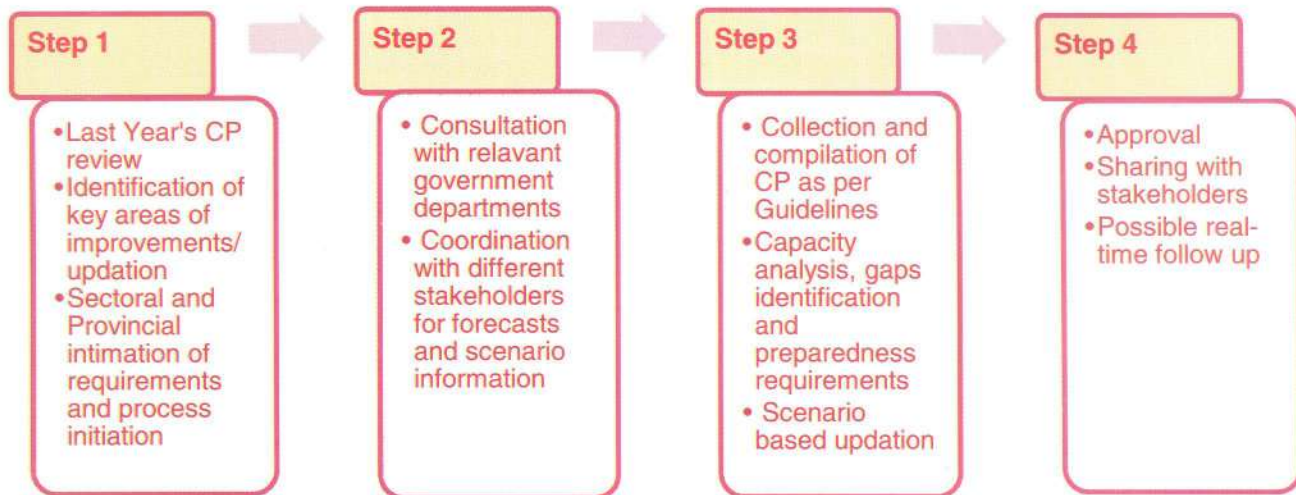 Step 1
•Last Year's CP
review
•Identification of
key areas of
improvements/
updation
•Sectoral and
Provincial
intimation of
requirements
and process
initiation
Step 2
• Consultation
with relavant
government
departments
• Coordination
with different
stakeholders
for forecasts
and scenario
information
Step 3
• Collection and
compilation of
CP as per
Guidelines
•Capacity
analysis, gaps
identification
and
preparedness
requirements
• Scenario
based updation
Step 4
•Approval
•Sharing with
stakeholders
•Possible real-
time follow up